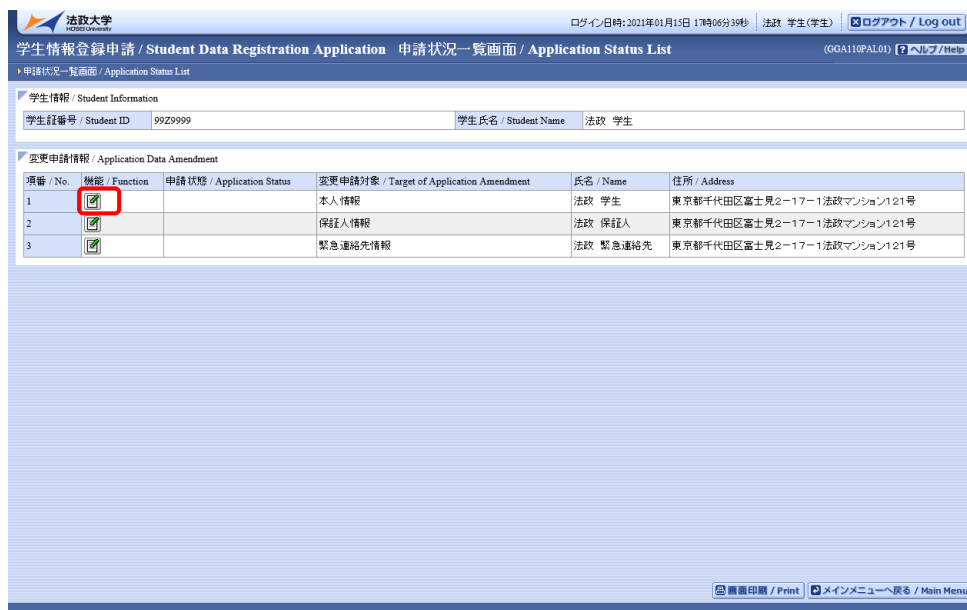 法政大学
HOSEI University
ログイン日時:2021年01月15日 17時06分39秒 法政 学生(学生) ログアウト / Log out
学生情報登録申請 / Student Data Registration Application 申請状況一覧画面 / Application Status List (GGA110PAL01) ヘルプ / Help
申請状況一覧画面 / Application Status List
学生情報 / Student Information
学生証番号 / Student ID 99Z9999 学生氏名 / Student Name 法政 学生
変更申請情報 / Application Data Amendment
項番 / No. 機能 / Function 申請状態 / Application Status 変更申請対象 / Target of Application Amendment 氏名 / Name 住所 / Address
1 本人情報 法政 学生 東京都千代田区富士見2-17-1法政マンション121号
2 保証人情報 法政 保証人 東京都千代田区富士見2-17-1法政マンション121号
3 緊急連絡先情報 法政 緊急連絡先 東京都千代田区富士見2-17-1法政マンション121号
画面印刷 / Print メインメニューへ戻る / Main Menu